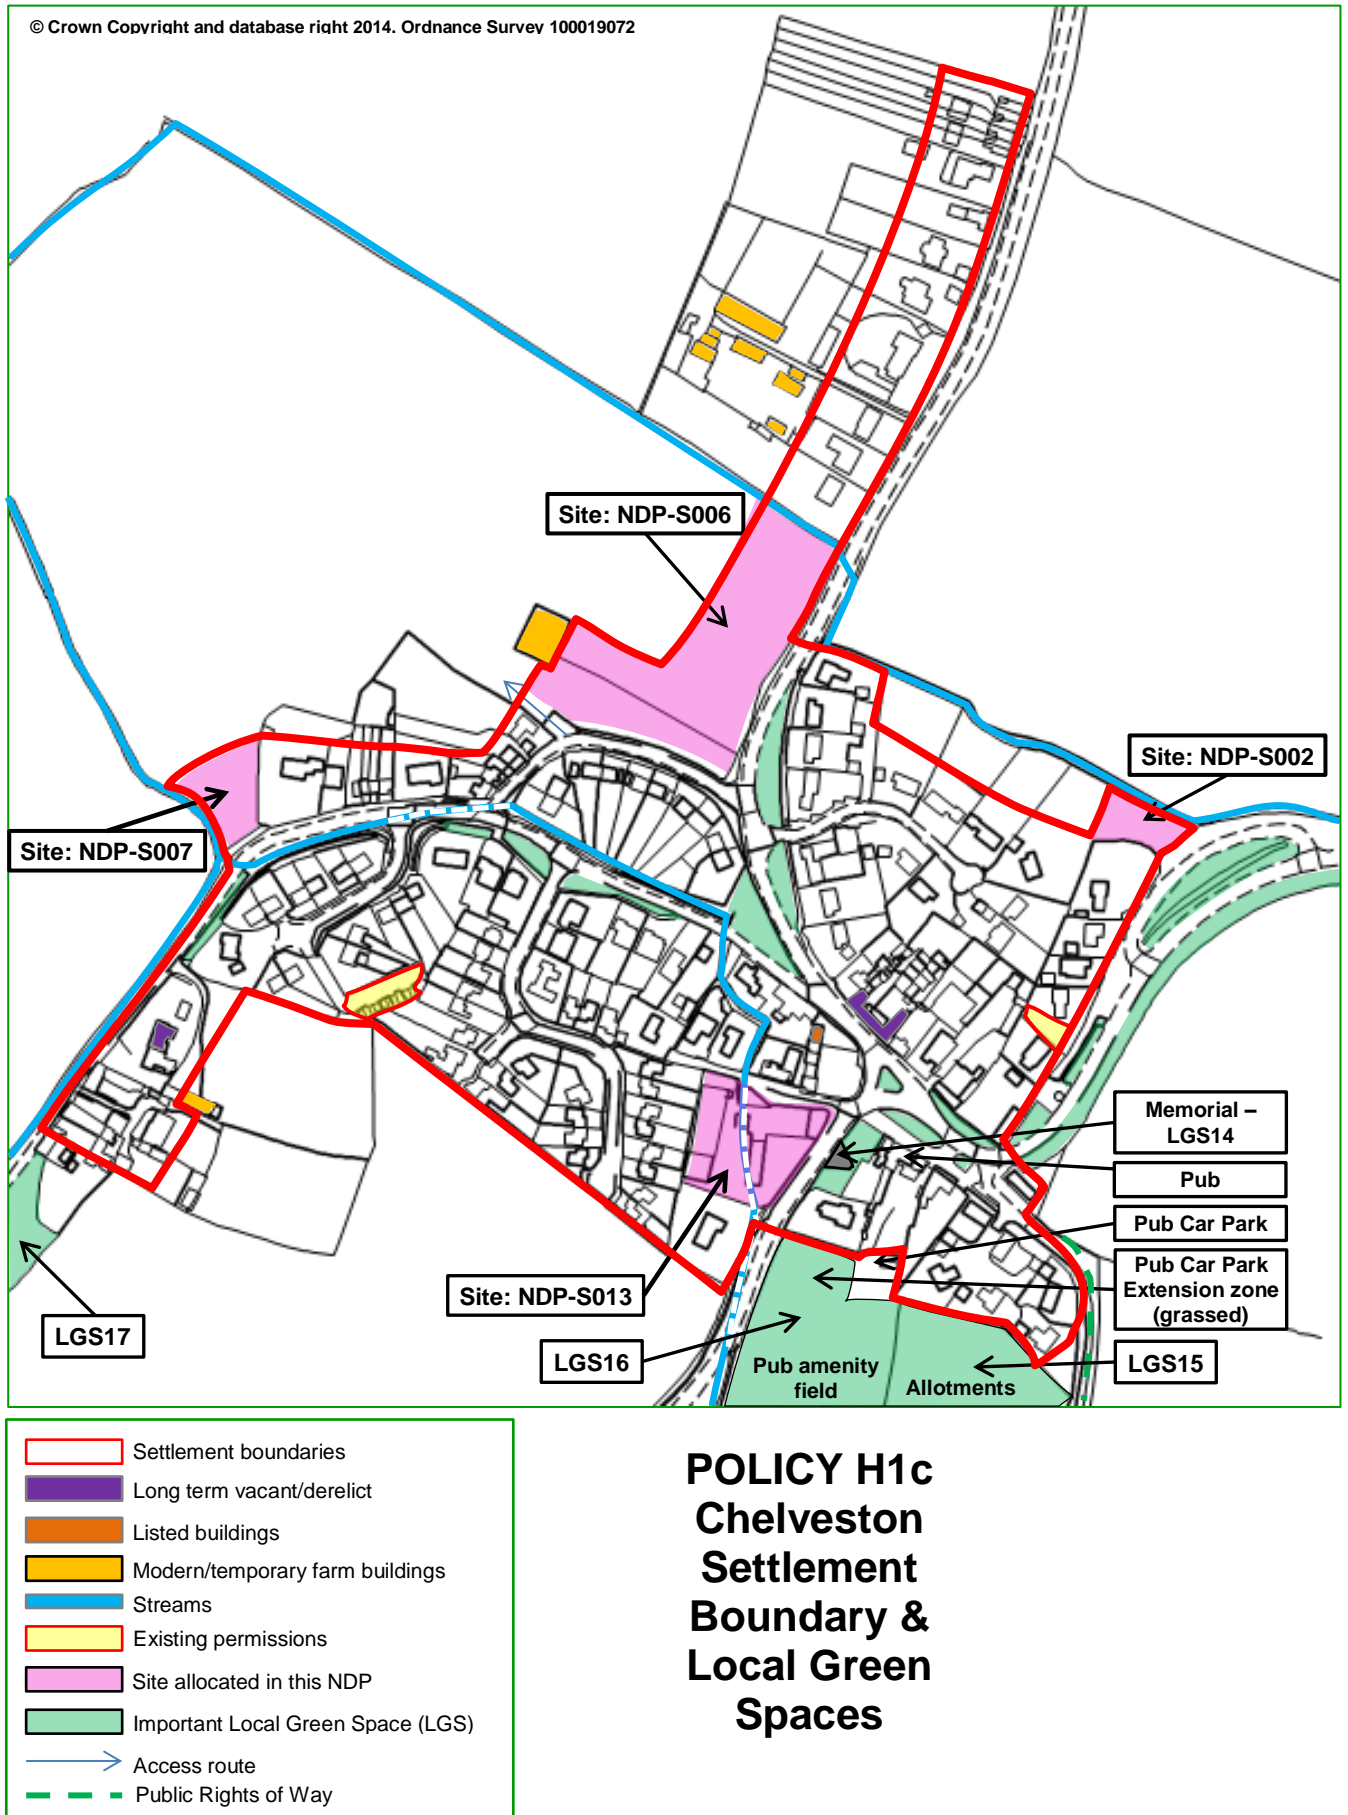 © Crown Copyright and database right 2014. Ordnance Survey 100019072
Site: NDP-S006
Site: NDP-S002
Site: NDP-S007
Memorial –
LGS14
Pub
Pub Car Park
Pub Car Park
Extension zone
(grassed)
Site: NDP-S013
LGS17
LGS16
LGS15
Pub amenity
field
Allotments
Settlement boundaries
Long term vacant/derelict
Listed buildings
Modern/temporary farm buildings
Streams
Existing permissions
Site allocated in this NDP
Important Local Green Space (LGS)
Access route
Public Rights of Way
POLICY H1c
Chelveston
Settlement
Boundary &
Local Green
Spaces